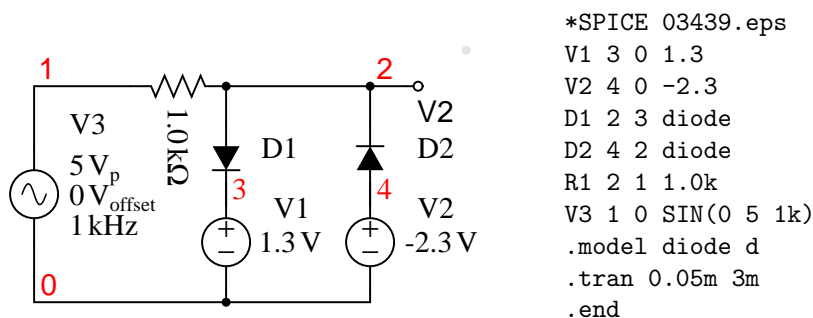 1
2
V2
V3
5 Vp
0 Voffset
1 kHz
1.0 kΩ
D1
D2
3
4
V1
1.3 V
V2
-2.3 V
+
−
+
−
0
*SPICE 03439.eps
V1 3 0 1.3
V2 4 0 -2.3
D1 2 3 diode
D2 4 2 diode
R1 2 1 1.0k
V3 1 0 SIN(0 5 1k)
.model diode d
.tran 0.05m 3m
.end